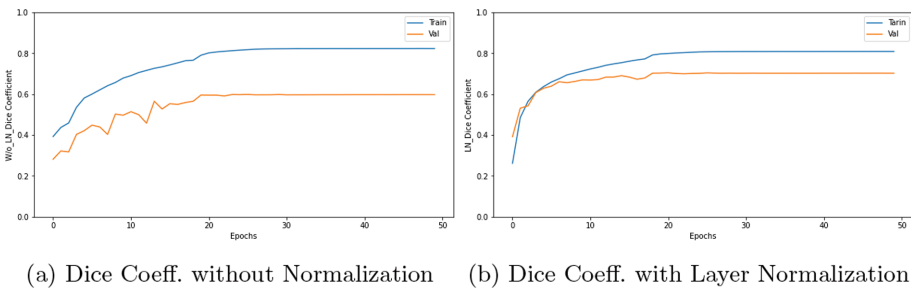 1.0
0.8
0.6
0.4
0.2
0.0
W/o_LN_Dice Coefficient
Train
Val
0 10 20 30 40 50
Epochs
(a) Dice Coeff. without Normalization
1.0
0.8
0.6
0.4
0.2
0.0
LN_Dice Coefficient
Tarin
Val
0 10 20 30 40 50
Epochs
(b) Dice Coeff. with Layer Normalization